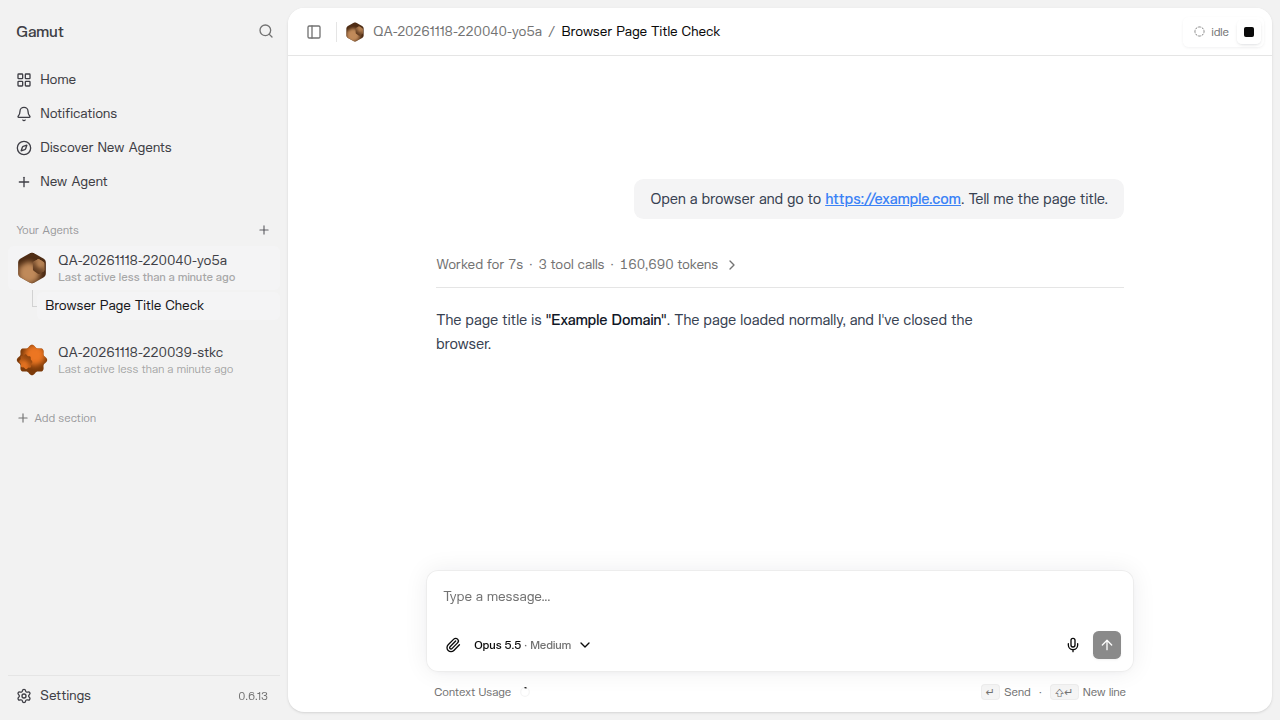 Gamut
Home
Notifications
Discover New Agents
New Agent
Your Agents
QA-20261118-220040-yo5a
Last active less than a minute ago
Browser Page Title Check
QA-20261118-220039-stkc
Last active less than a minute ago
Add section
Settings
0.6.13
QA-20261118-220040-yo5a / Browser Page Title Check
idle
Open a browser and go to https://example.com. Tell me the page title.
Worked for 7s · 3 tool calls · 160,690 tokens
The page title is "Example Domain". The page loaded normally, and I've closed the
browser.
Type a message...
Opus 5.5 · Medium
Context Usage
↵ Send · ⇧↵ New line